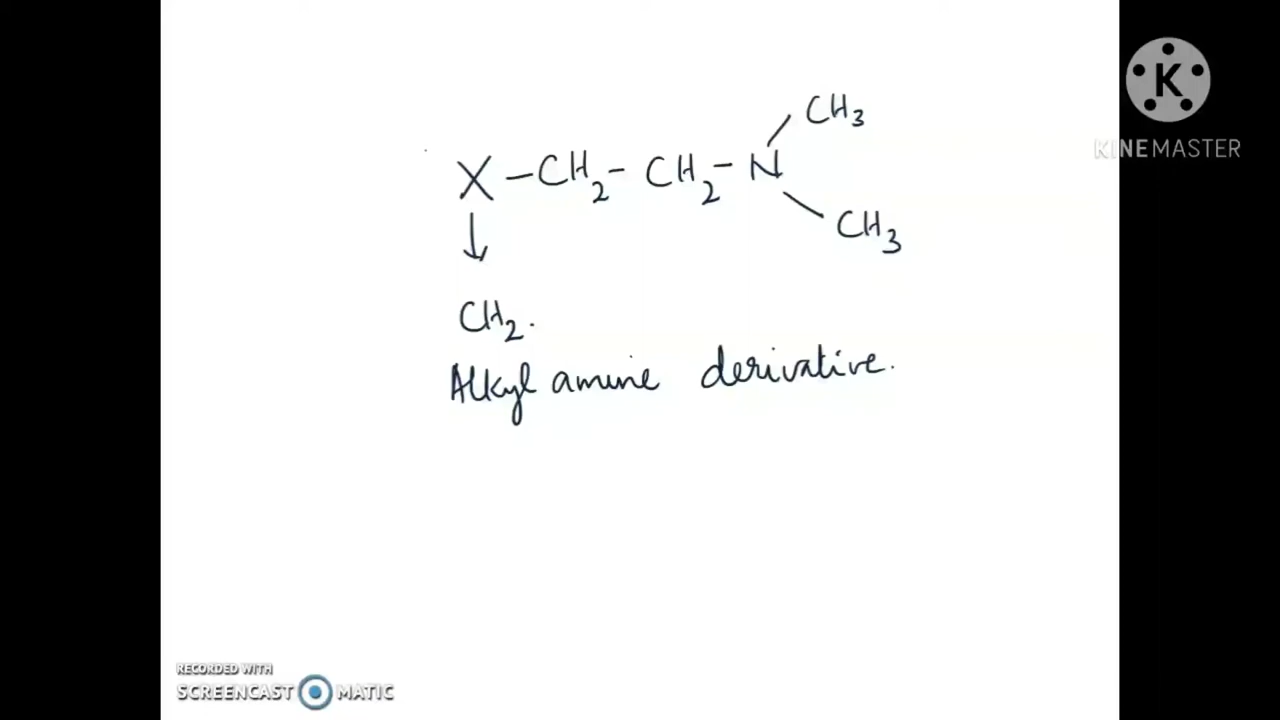 X – CH2 – CH2 – N
CH3
CH3
CH2.
Alkyl amine derivative.
K
KINEMASTER
RECORDED WITH
SCREENCAST MATIC